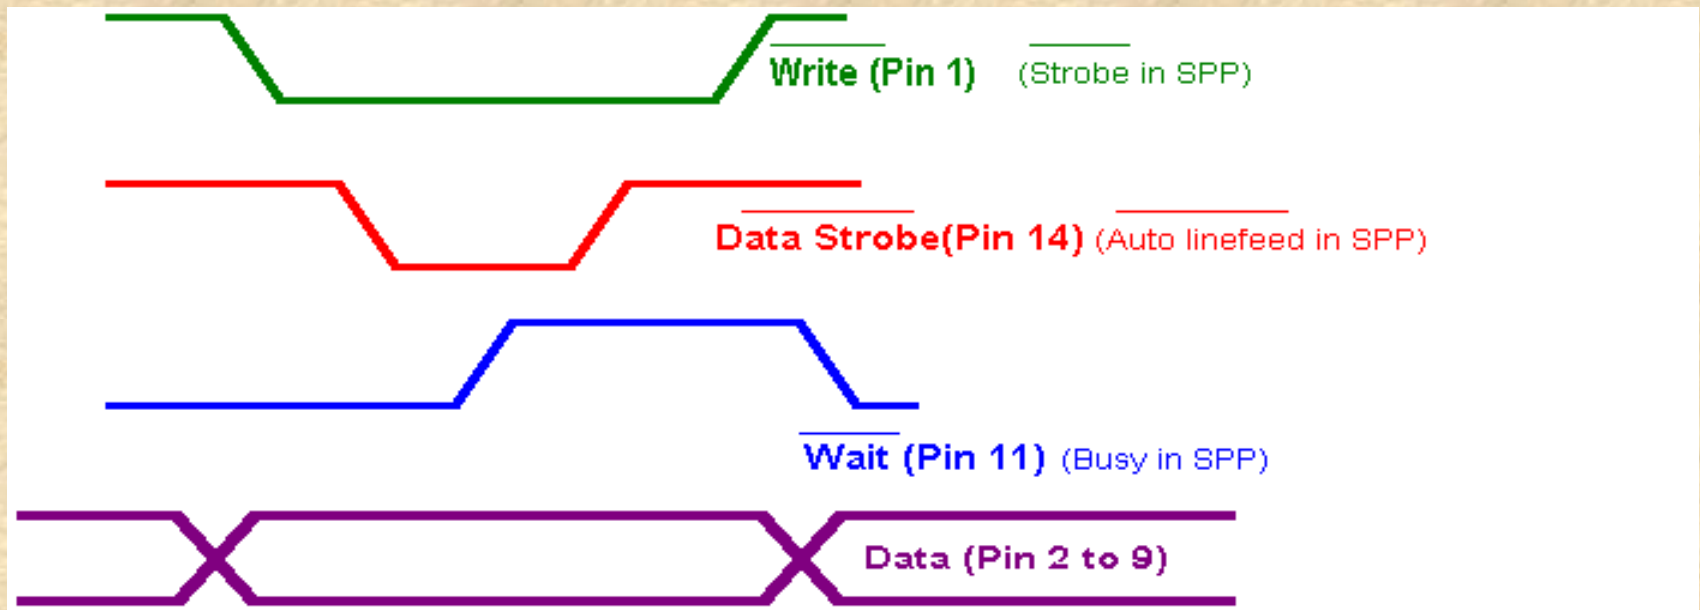 Write (Pin 1) (Strobe in SPP)
Data Strobe(Pin 14) (Auto linefeed in SPP)
Wait (Pin 11) (Busy in SPP)
Data (Pin 2 to 9)